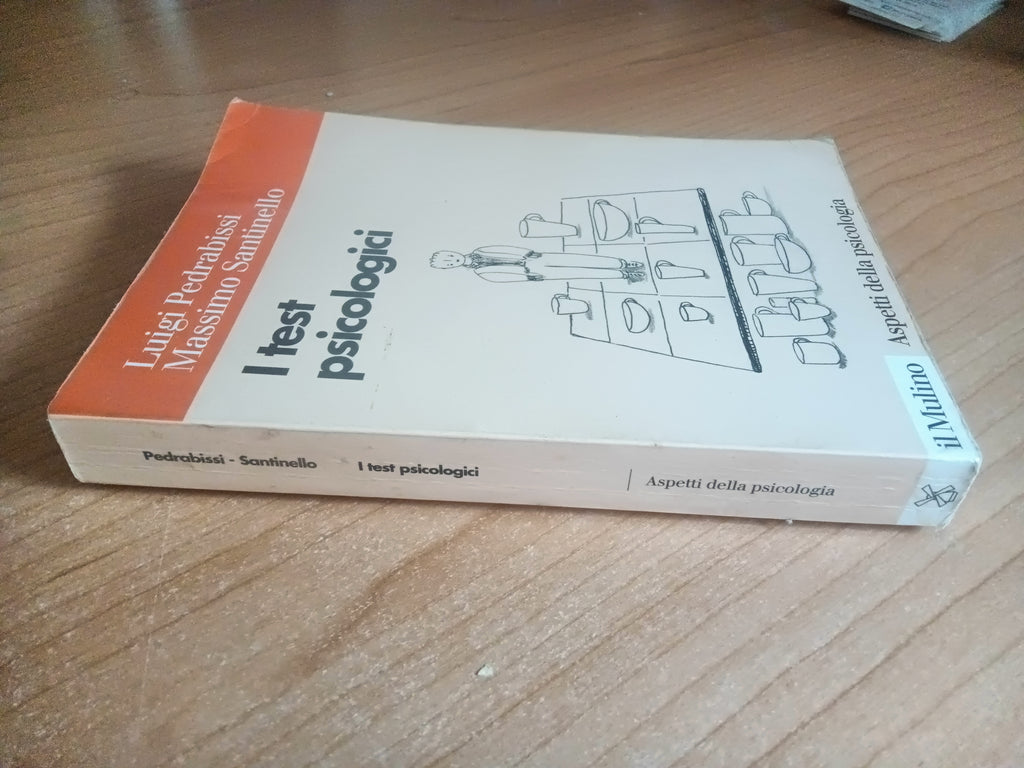 Luigi Pedrabissi
Massimo Santinello
I test
psicologici
Aspetti della psicologia
il Mulino
Pedrabissi - Santinello I test psicologici Aspetti della psicologia